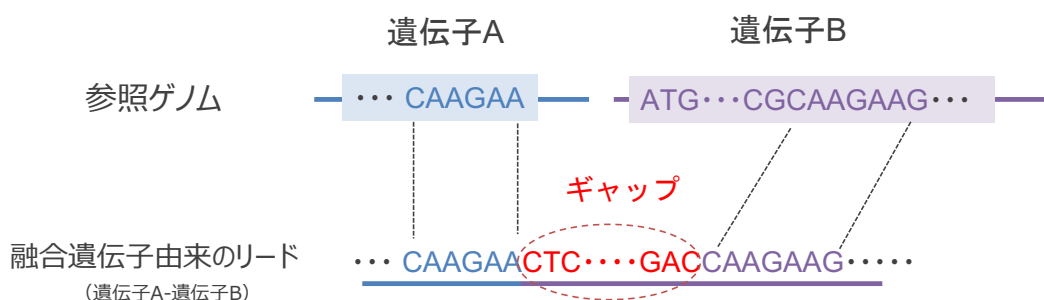 遺伝子A
遺伝子B
参照ゲノム
･･･ CAAGAA
ATG･･･CGCAAGAAG･･･
ギャップ
融合遺伝子由来のリード
･･･ CAAGAACTC････GACCAAGAAG･････
(遺伝子A-遺伝子B)